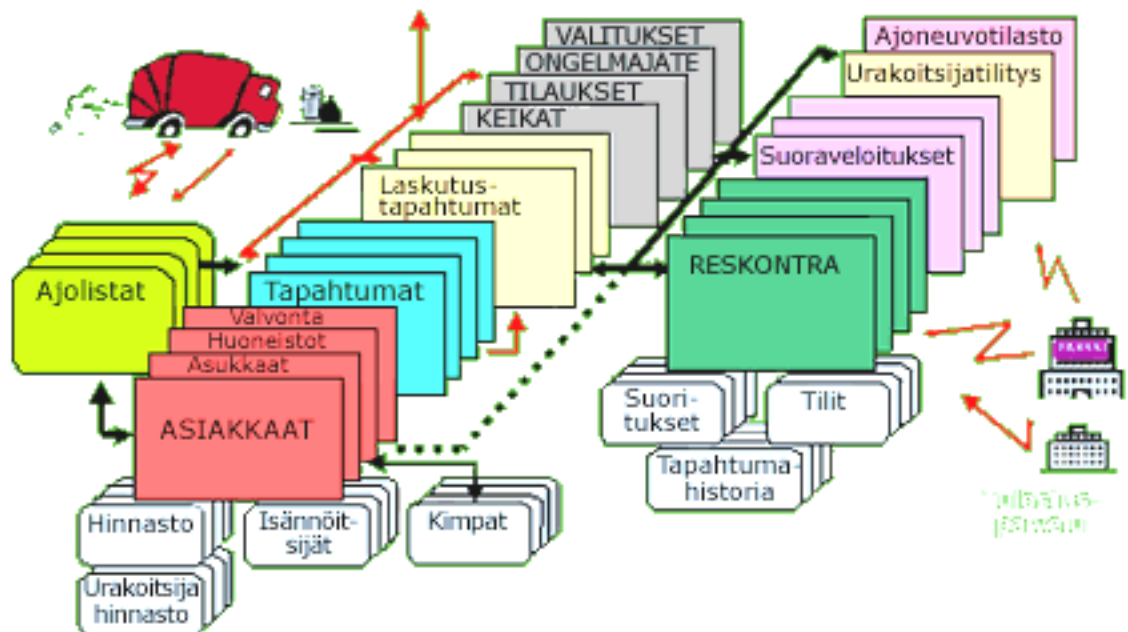 VALITUKSET
ONGELMAJÄTE
TILAUKSET
KEIKAT
Laskutus-
tapahtumat
Ajoneuvotilasto
Urakoitsijatilitys
Suoraveloitukset
RESKONTRA
Ajolistat
Tapahtumat
Valvonta
Huoneistot
Asukkaat
ASIAKKAAT
Suori-
tukset
Tilit
Tapahtuma-
historia
Hinnasto
Isännöit-
sijät
Kimpat
Urakoitsija
hinnasto